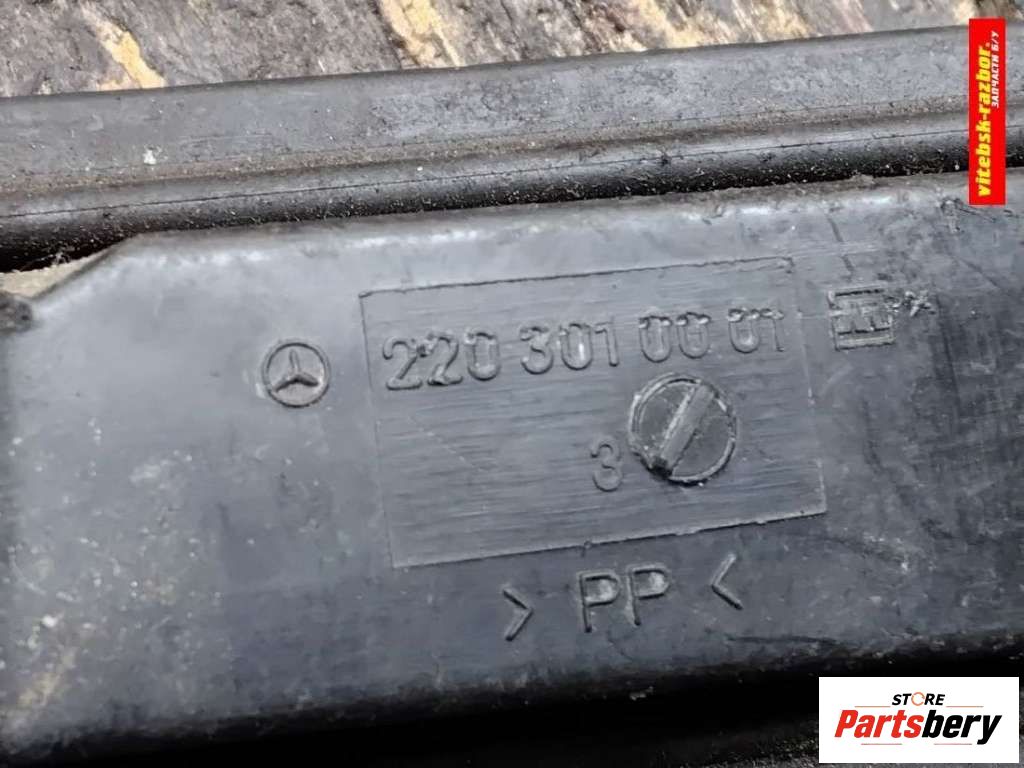 vitebsk-razbor.
ЗАПЧАСТИ Б/У
220 301 00 01
3
> PP <
STORE
Partsbery